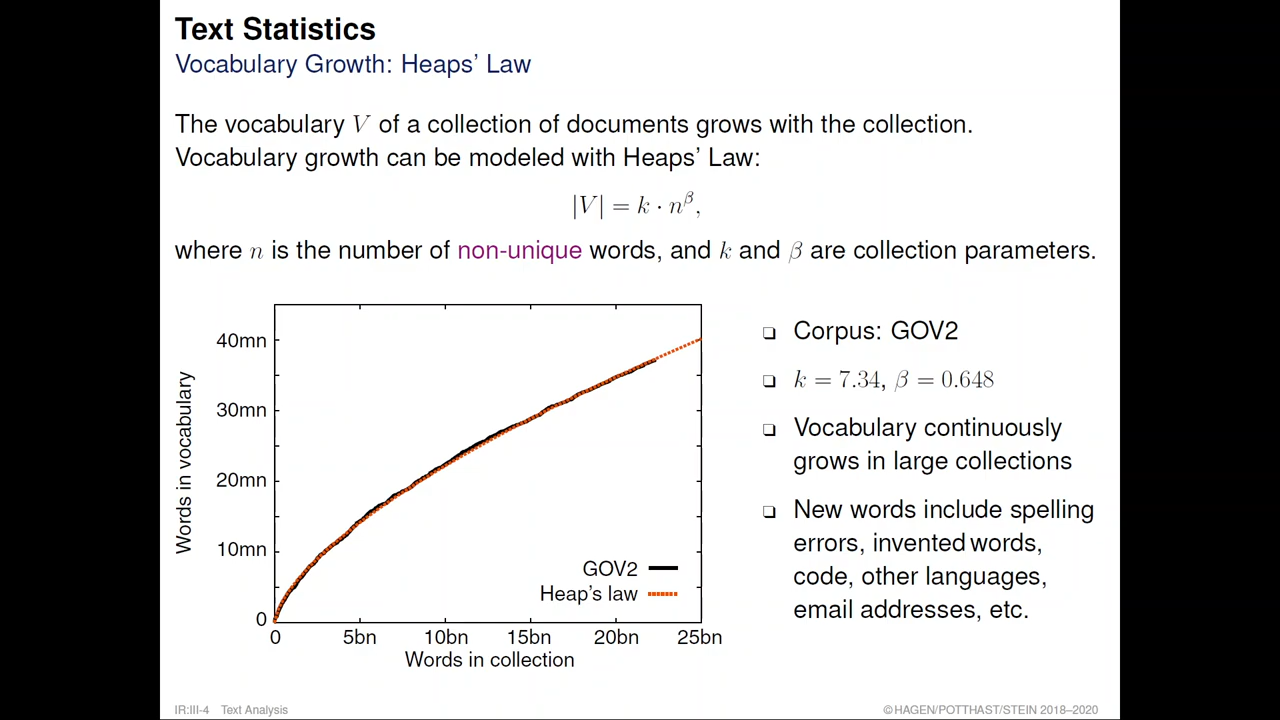 Text Statistics
Vocabulary Growth: Heaps’ Law
The vocabulary V of a collection of documents grows with the collection.
Vocabulary growth can be modeled with Heaps’ Law:
|V| = k · n^β,
where n is the number of non-unique words, and k and β are collection parameters.
40mn
30mn
20mn
10mn
0
Words in vocabulary
GOV2
Heap's law
0 5bn 10bn 15bn 20bn 25bn
Words in collection
❑ Corpus: GOV2
❑ k = 7.34, β = 0.648
❑ Vocabulary continuously
grows in large collections
❑ New words include spelling
errors, invented words,
code, other languages,
email addresses, etc.
IR:III-4 Text Analysis
©HAGEN/POTTHAST/STEIN 2018–2020